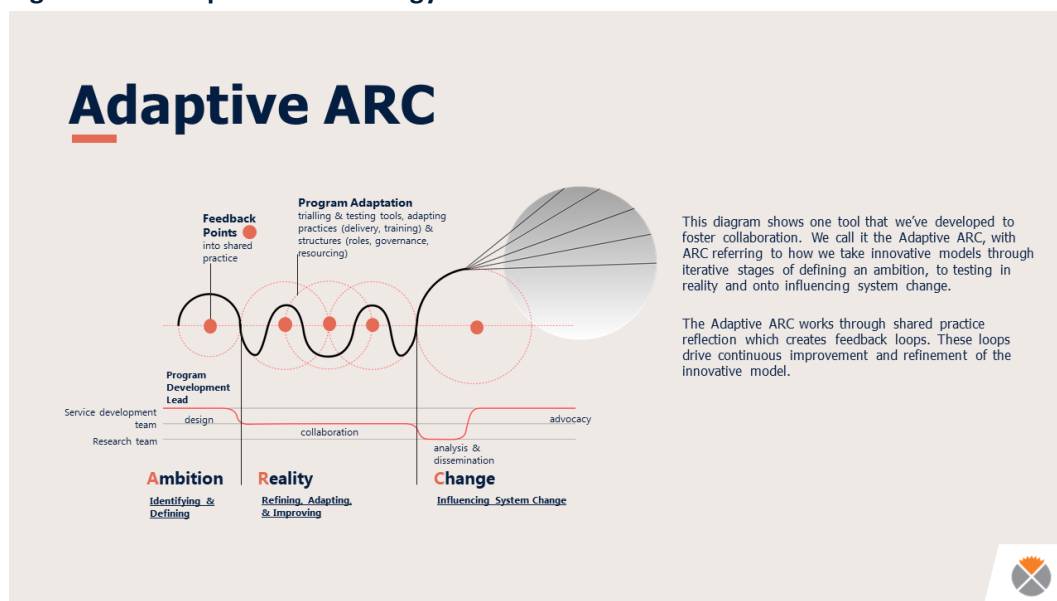 Adaptive ARC
Feedback
Points
into shared
practice
Program Adaptation
trialling & testing tools, adapting
practices (delivery, training) &
structures (roles, governance,
resourcing)
This diagram shows one tool that we've developed to
foster collaboration. We call it the Adaptive ARC, with
ARC referring to how we take innovative models through
iterative stages of defining an ambition, to testing in
reality and onto influencing system change.
The Adaptive ARC works through shared practice
reflection which creates feedback loops. These loops
drive continuous improvement and refinement of the
innovative model.
Program
Development
Lead
Service development
team
Research team
design
collaboration
analysis &
dissemination
advocacy
Ambition
Identifying &
Defining
Reality
Refining, Adapting,
& Improving
Change
Influencing System Change